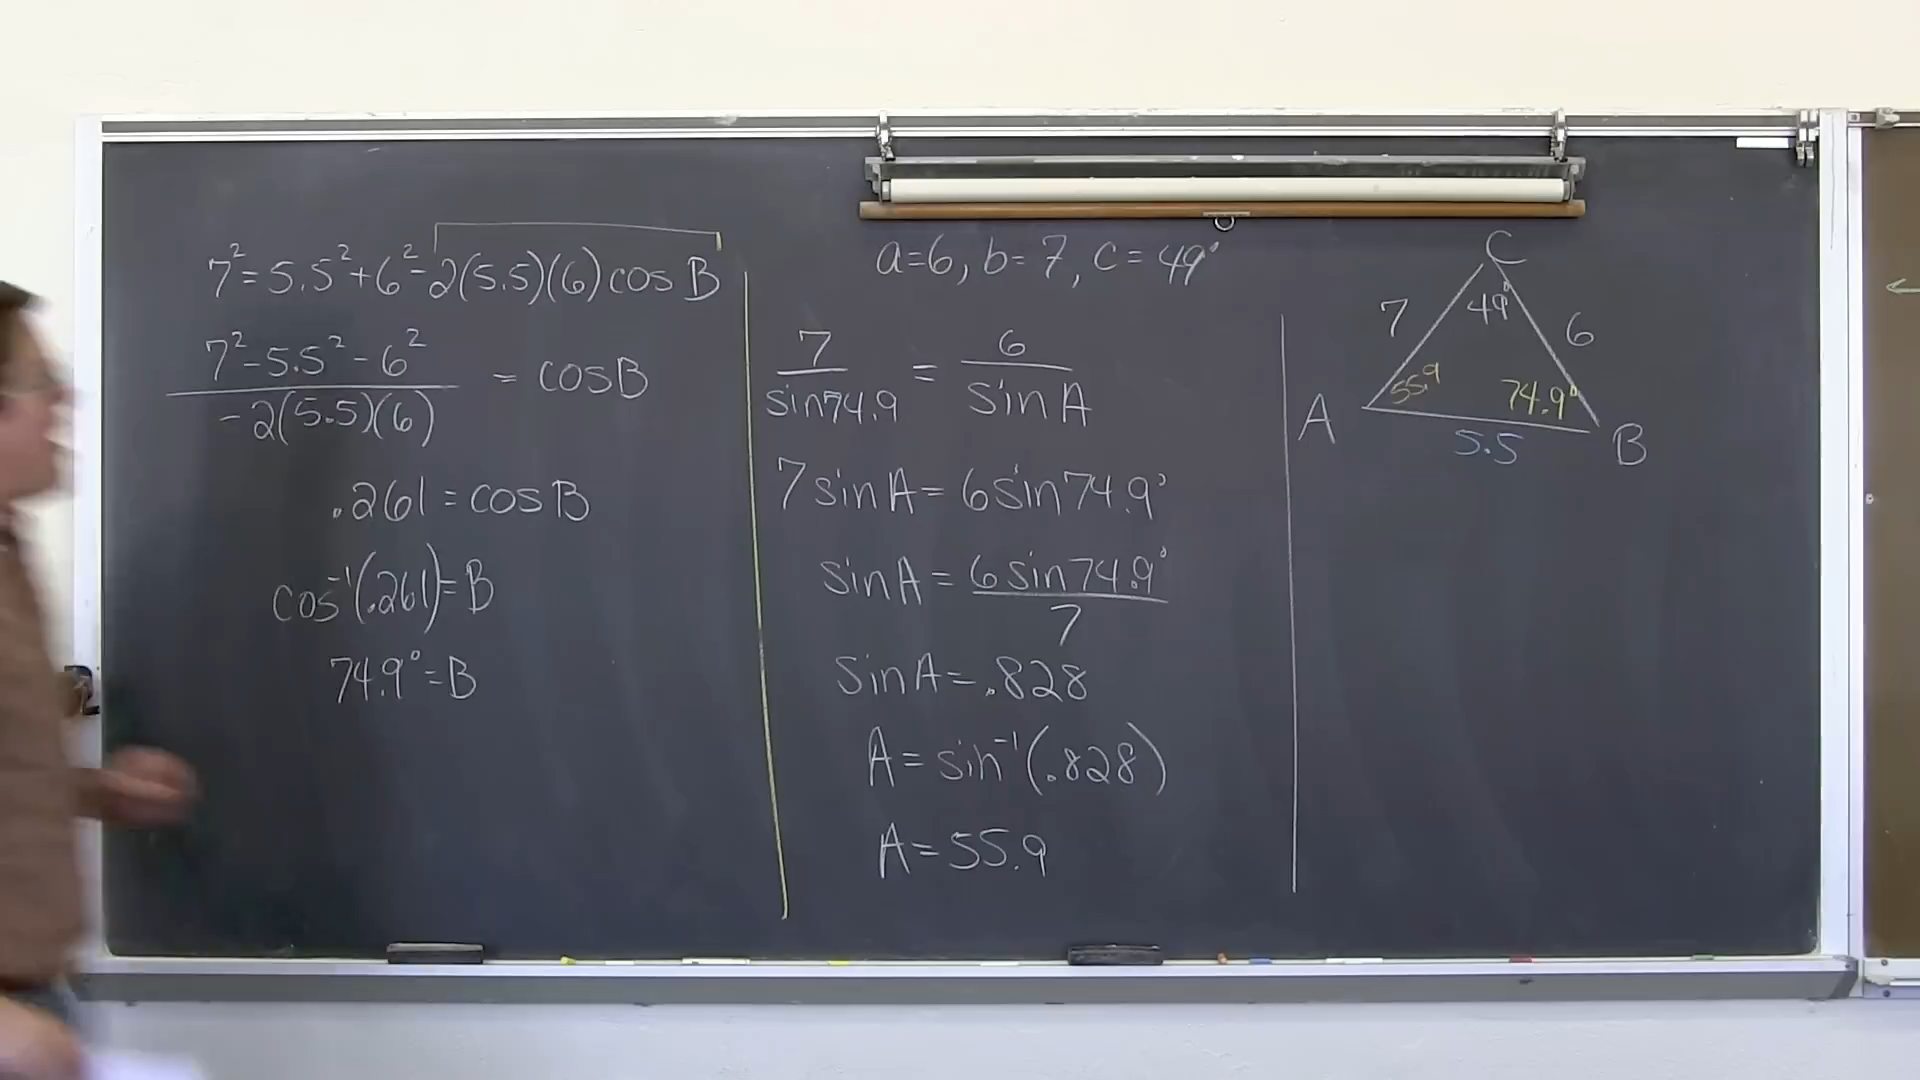 7² = 5.5² + 6² - 2(5.5)(6) cos B
7² - 5.5² - 6²
-2(5.5)(6)
= cos B
.261 = cos B
cos⁻¹(.261) = B
74.9° = B
a=6, b=7, c=49°
7
sin74.9
=
6
sin A
7 sin A = 6 sin 74.9°
sin A = 6 sin 74.9°
7
sin A = .828
A = sin⁻¹(.828)
A = 55.9
C
7
49°
6
55.9
74.9°
A
5.5
B